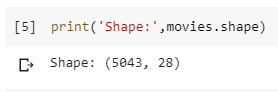 [5] print('Shape:',movies.shape)
Shape: (5043, 28)